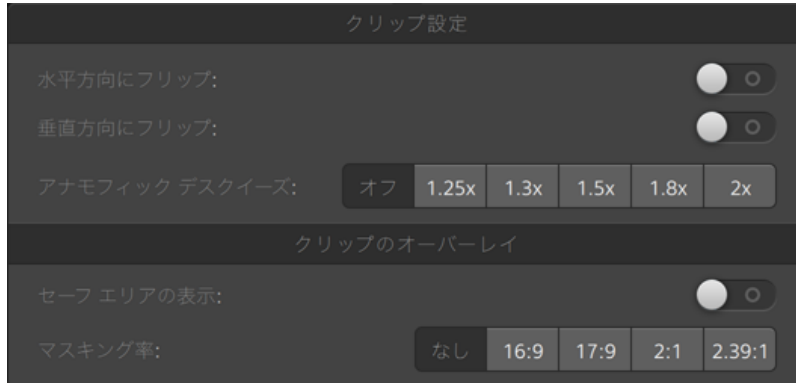 クリップ設定
水平方向にフリップ:
垂直方向にフリップ:
アナモフィック デスクイーズ: オフ 1.25x 1.3x 1.5x 1.8x 2x
クリップのオーバーレイ
セーフ エリアの表示:
マスキング率: なし 16:9 17:9 2:1 2.39:1